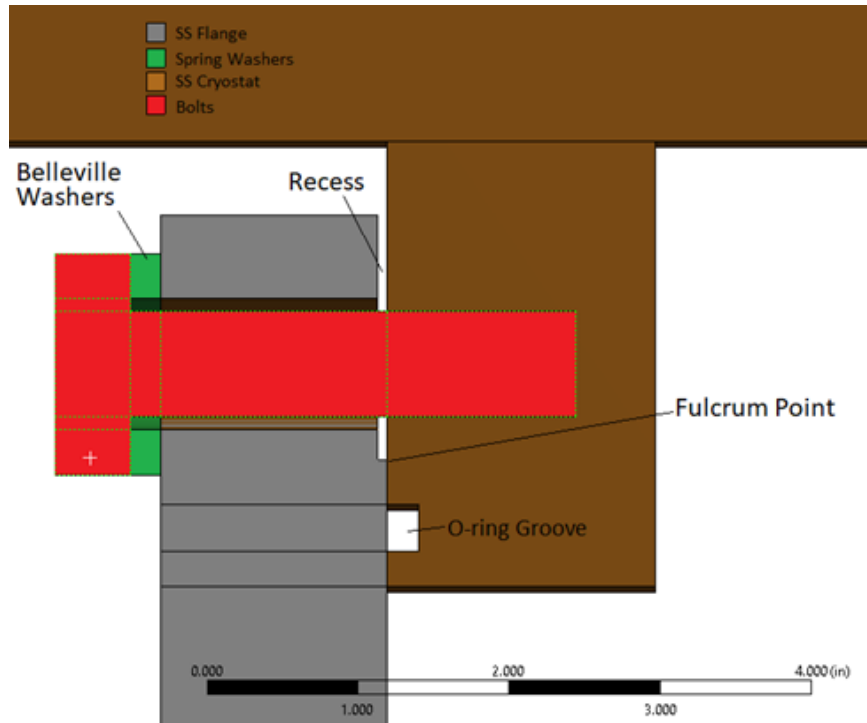 SS Flange
Spring Washers
SS Cryostat
Bolts
Belleville
Washers
Recess
Fulcrum Point
O-ring Groove
0.000
2.000
4.000 (in)
1.000
3.000